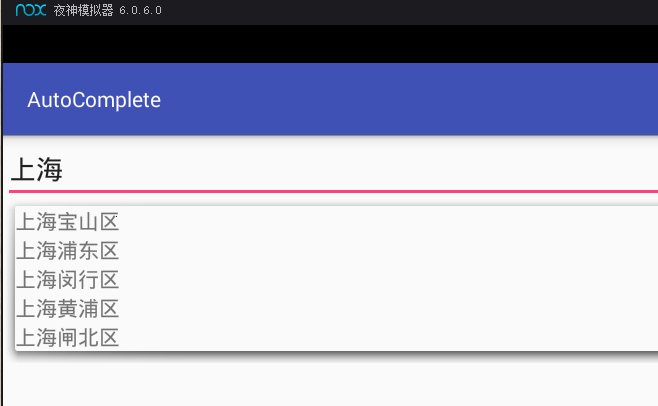 nox 夜神模拟器 6.0.6.0
AutoComplete
上海
上海宝山区
上海浦东区
上海闵行区
上海黄浦区
上海闸北区